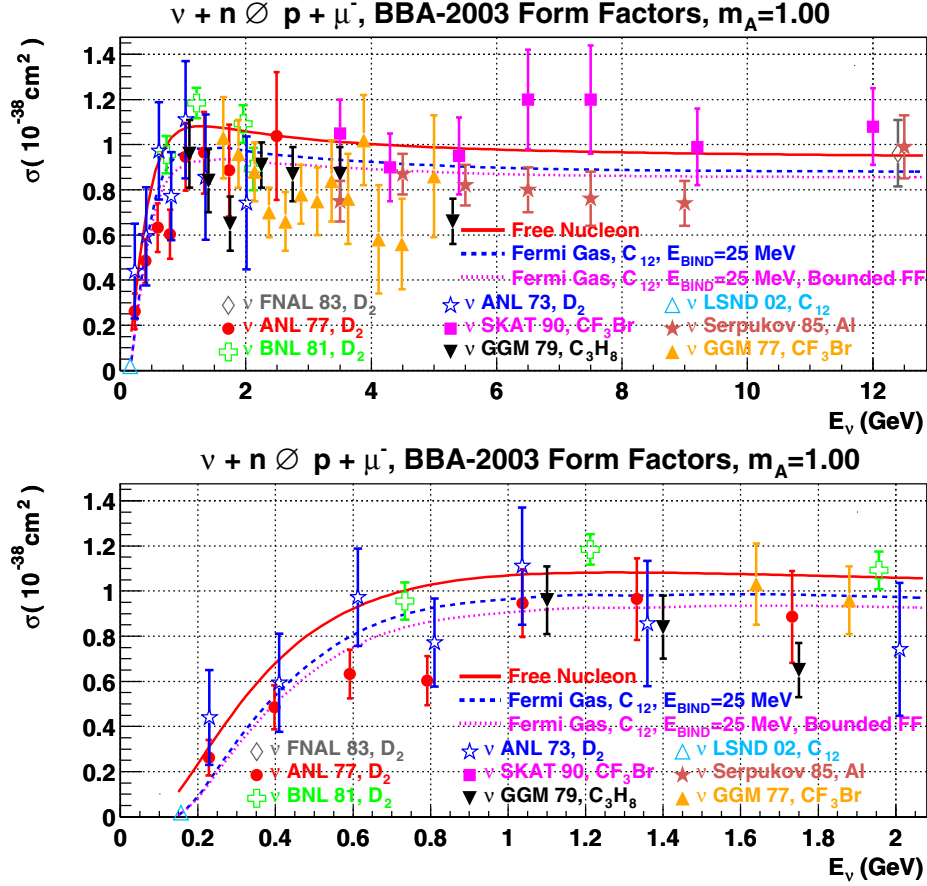 ν + n Ø p + μ⁻, BBA-2003 Form Factors, m_A=1.00
σ( 10⁻³⁸cm²)
1.4
1.2
1
0.8
0.6
0.4
0.2
0
Free Nucleon
Fermi Gas, C₁₂, E_BIND=25 MeV
Fermi Gas, C₁₂, E_BIND=25 MeV, Bounded FF
ν FNAL 83, D₂ ν ANL 73, D₂ ν LSND 02, C₁₂
ν ANL 77, D₂ ν SKAT 90, CF₃Br ν Serpukov 85, Al
ν BNL 81, D₂ ν GGM 79, C₃H₈ ν GGM 77, CF₃Br
0 2 4 6 8 10 12
E_ν (GeV)
ν + n Ø p + μ⁻, BBA-2003 Form Factors, m_A=1.00
σ( 10⁻³⁸cm²)
1.4
1.2
1
0.8
0.6
0.4
0.2
0
Free Nucleon
Fermi Gas, C₁₂, E_BIND=25 MeV
Fermi Gas, C₁₂, E_BIND=25 MeV, Bounded FF
ν FNAL 83, D₂ ν ANL 73, D₂ ν LSND 02, C₁₂
ν ANL 77, D₂ ν SKAT 90, CF₃Br ν Serpukov 85, Al
ν BNL 81, D₂ ν GGM 79, C₃H₈ ν GGM 77, CF₃Br
0 0.2 0.4 0.6 0.8 1 1.2 1.4 1.6 1.8 2
E_ν (GeV)